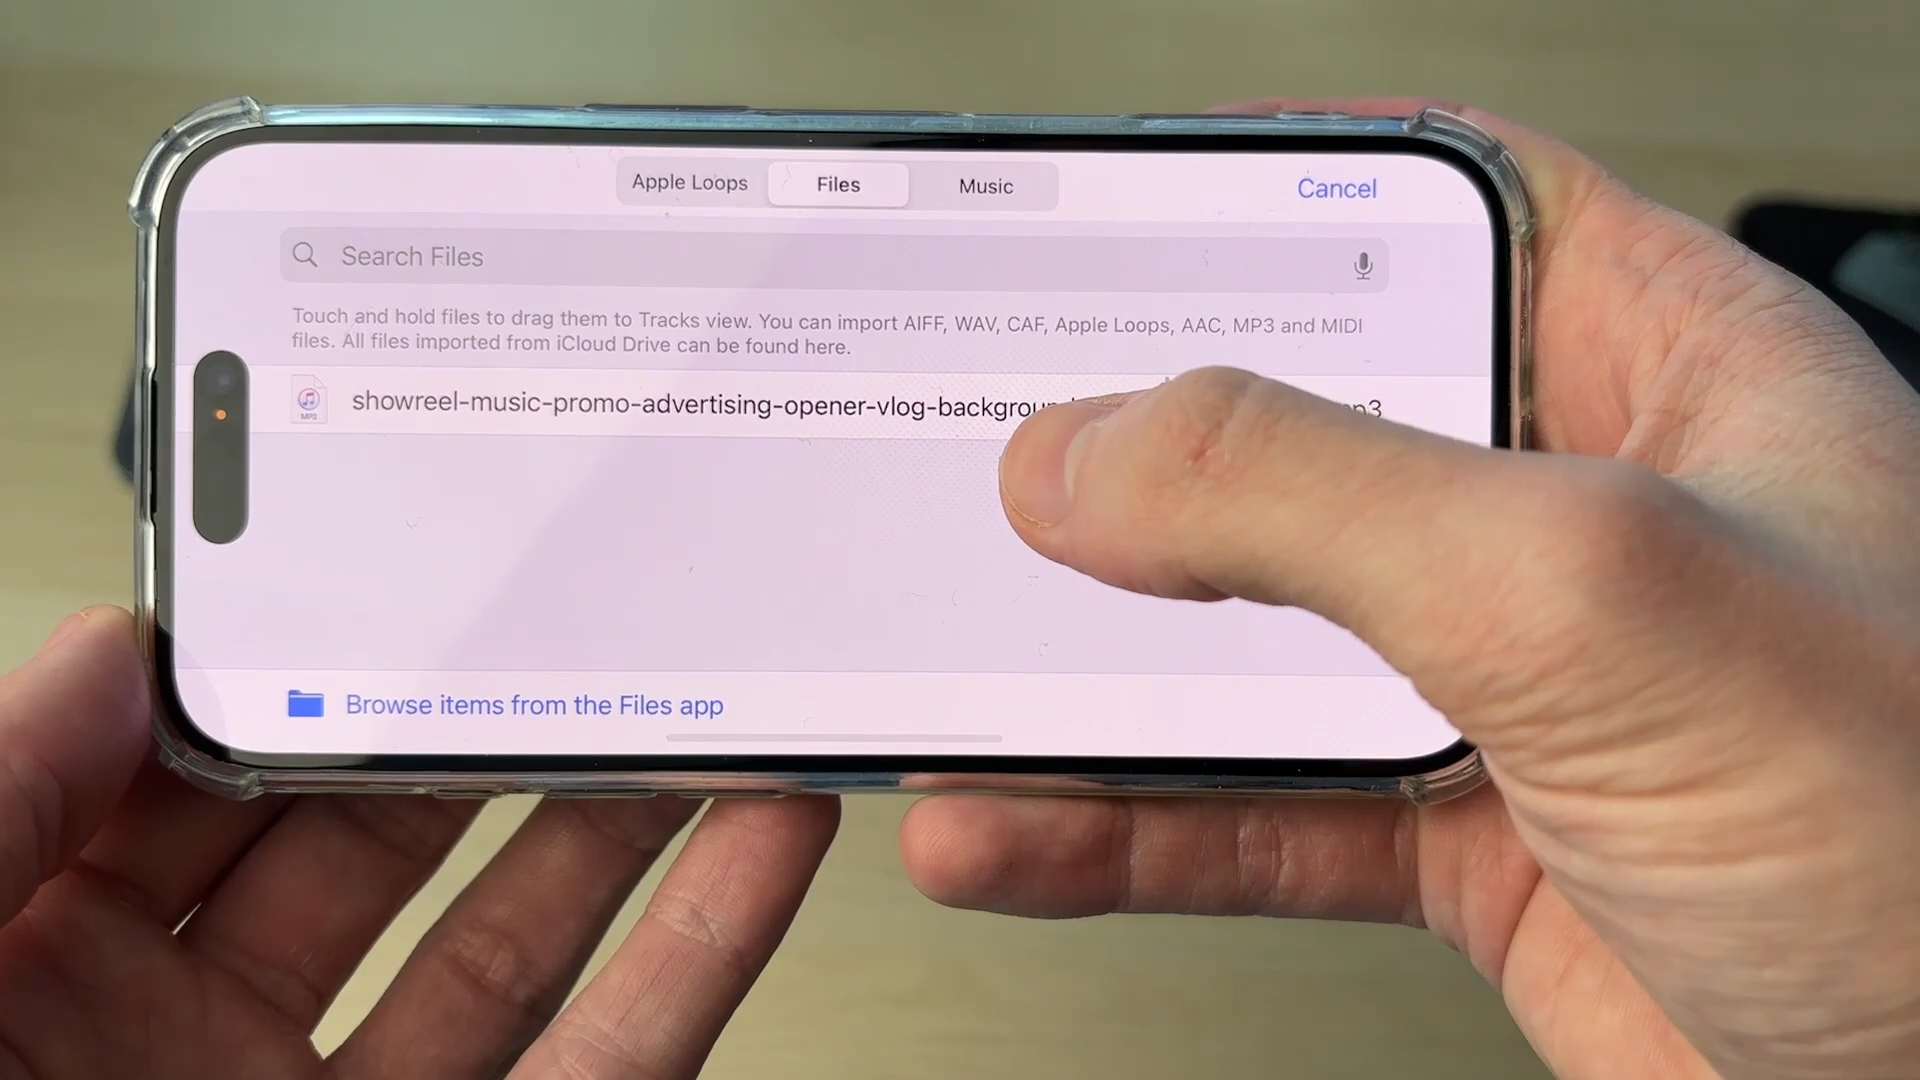 Apple Loops Files Music Cancel
Search Files
Touch and hold files to drag them to Tracks view. You can import AIFF, WAV, CAF, Apple Loops, AAC, MP3 and MIDI
files. All files imported from iCloud Drive can be found here.
MP3
showreel-music-promo-advertising-opener-vlog-background
Browse items from the Files app